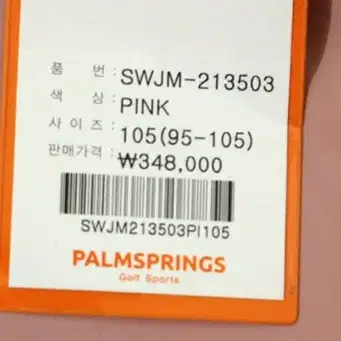 품 번 : SWJM-213503
색 상 : PINK
사 이 즈 : 105(95-105)
판매가격 : ₩348,000
SWJM213503PI105
PALMSPRINGS
Golf Sports